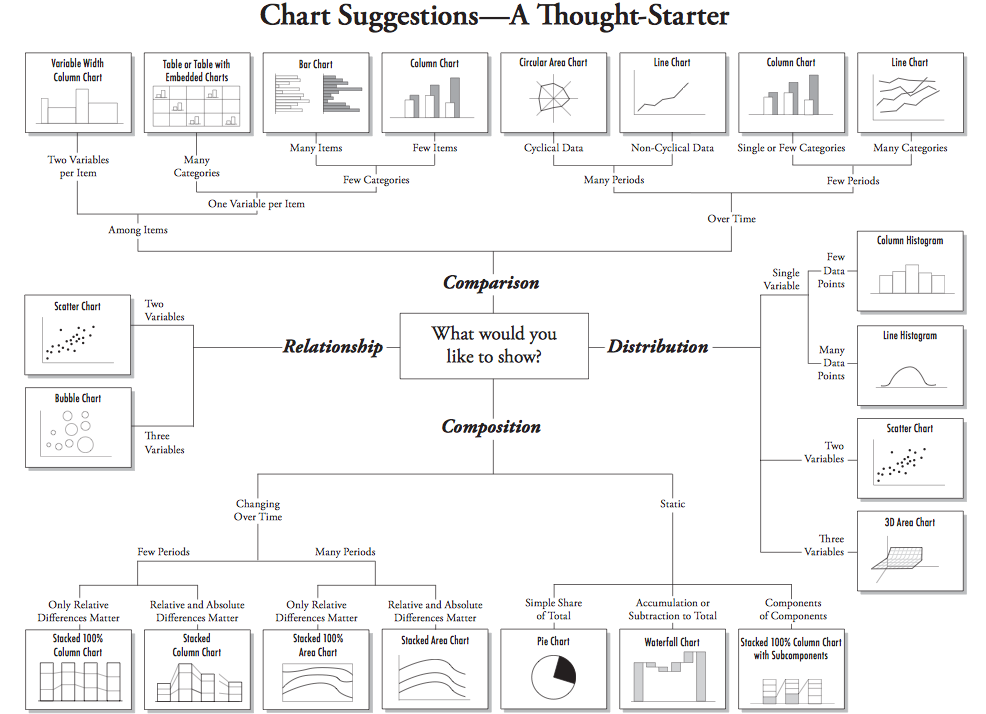 Chart Suggestions—A Thought-Starter
Variable Width
Column Chart
Table or Table with
Embedded Charts
Bar Chart
Column Chart
Circular Area Chart
Line Chart
Column Chart
Line Chart
Two Variables
per Item
Many
Categories
Many Items
Few Items
Cyclical Data
Non-Cyclical Data
Single or Few Categories
Many Categories
Few Categories
Many Periods
Few Periods
One Variable per Item
Over Time
Among Items
Comparison
Scatter Chart
Two
Variables
Bubble Chart
Three
Variables
Relationship
What would you
like to show?
Distribution
Single
Variable
Few
Data
Points
Column Histogram
Many
Data
Points
Line Histogram
Two
Variables
Scatter Chart
Three
Variables
3D Area Chart
Composition
Changing
Over Time
Static
Few Periods
Many Periods
Only Relative
Differences Matter
Relative and Absolute
Differences Matter
Only Relative
Differences Matter
Relative and Absolute
Differences Matter
Simple Share
of Total
Accumulation or
Subtraction to Total
Components
of Components
Stacked 100%
Column Chart
Stacked
Column Chart
Stacked 100%
Area Chart
Stacked Area Chart
Pie Chart
Waterfall Chart
Stacked 100% Column Chart
with Subcomponents